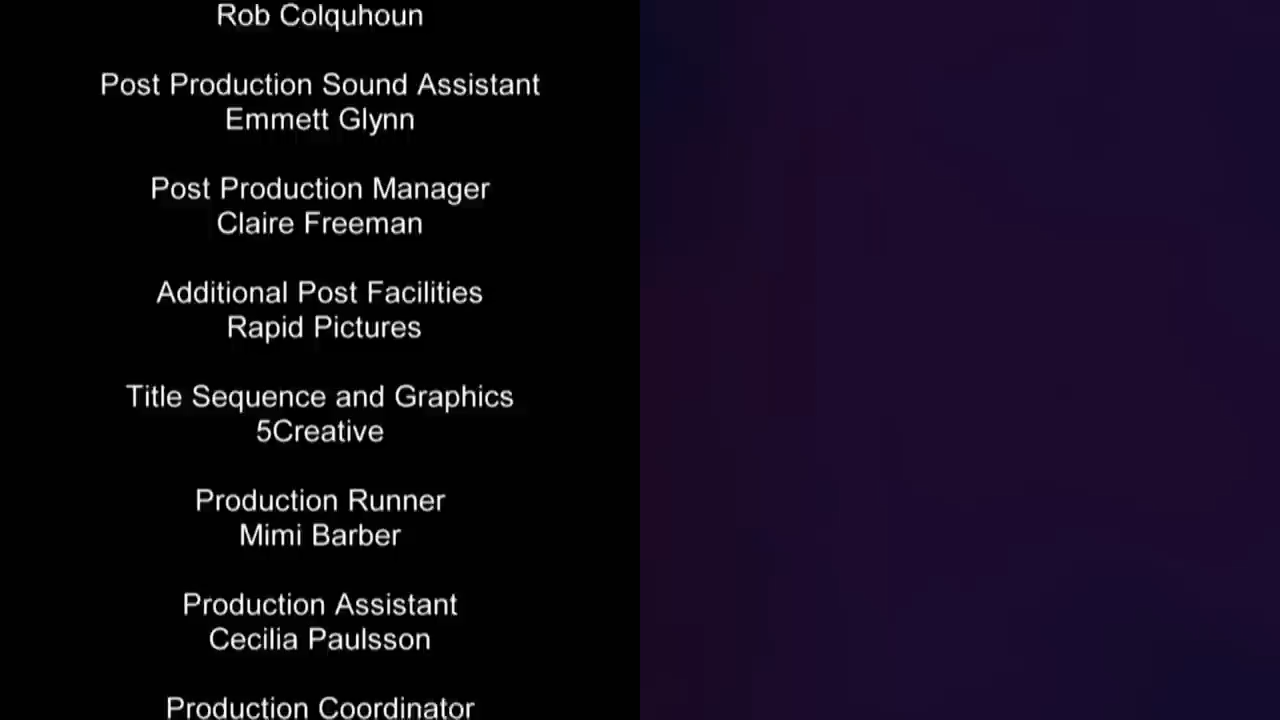 Rob Colquhoun
Post Production Sound Assistant
Emmett Glynn
Post Production Manager
Claire Freeman
Additional Post Facilities
Rapid Pictures
Title Sequence and Graphics
5Creative
Production Runner
Mimi Barber
Production Assistant
Cecilia Paulsson
Production Coordinator